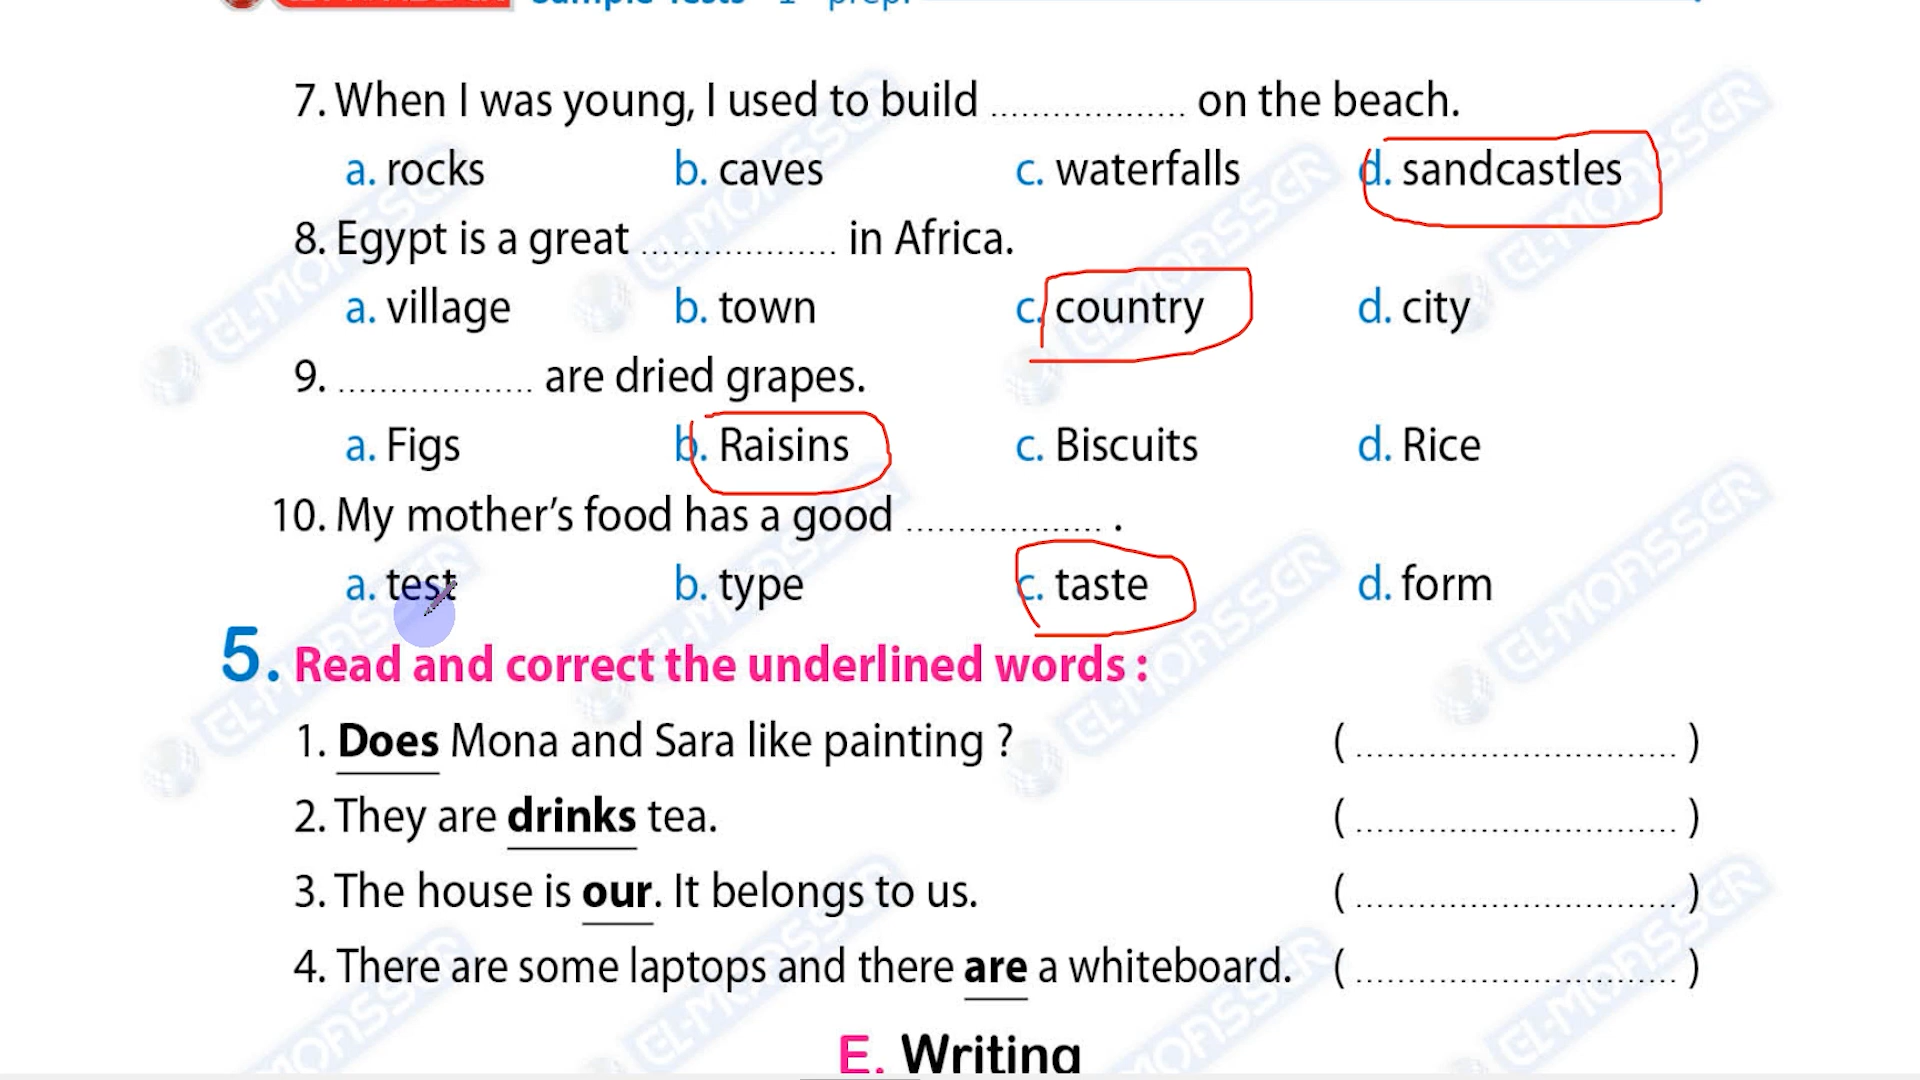 Sample Tests 1 prep.
7. When I was young, I used to build ................... on the beach.
a. rocks b. caves c. waterfalls d. sandcastles
8. Egypt is a great ................... in Africa.
a. village b. town c. country d. city
9. ................... are dried grapes.
a. Figs b. Raisins c. Biscuits d. Rice
10. My mother's food has a good ................... .
a. test b. type c. taste d. form
5. Read and correct the underlined words :
1. Does Mona and Sara like painting ? (...............................)
2. They are drinks tea. (...............................)
3. The house is our. It belongs to us. (...............................)
4. There are some laptops and there are a whiteboard. (...............................)
E. Writing